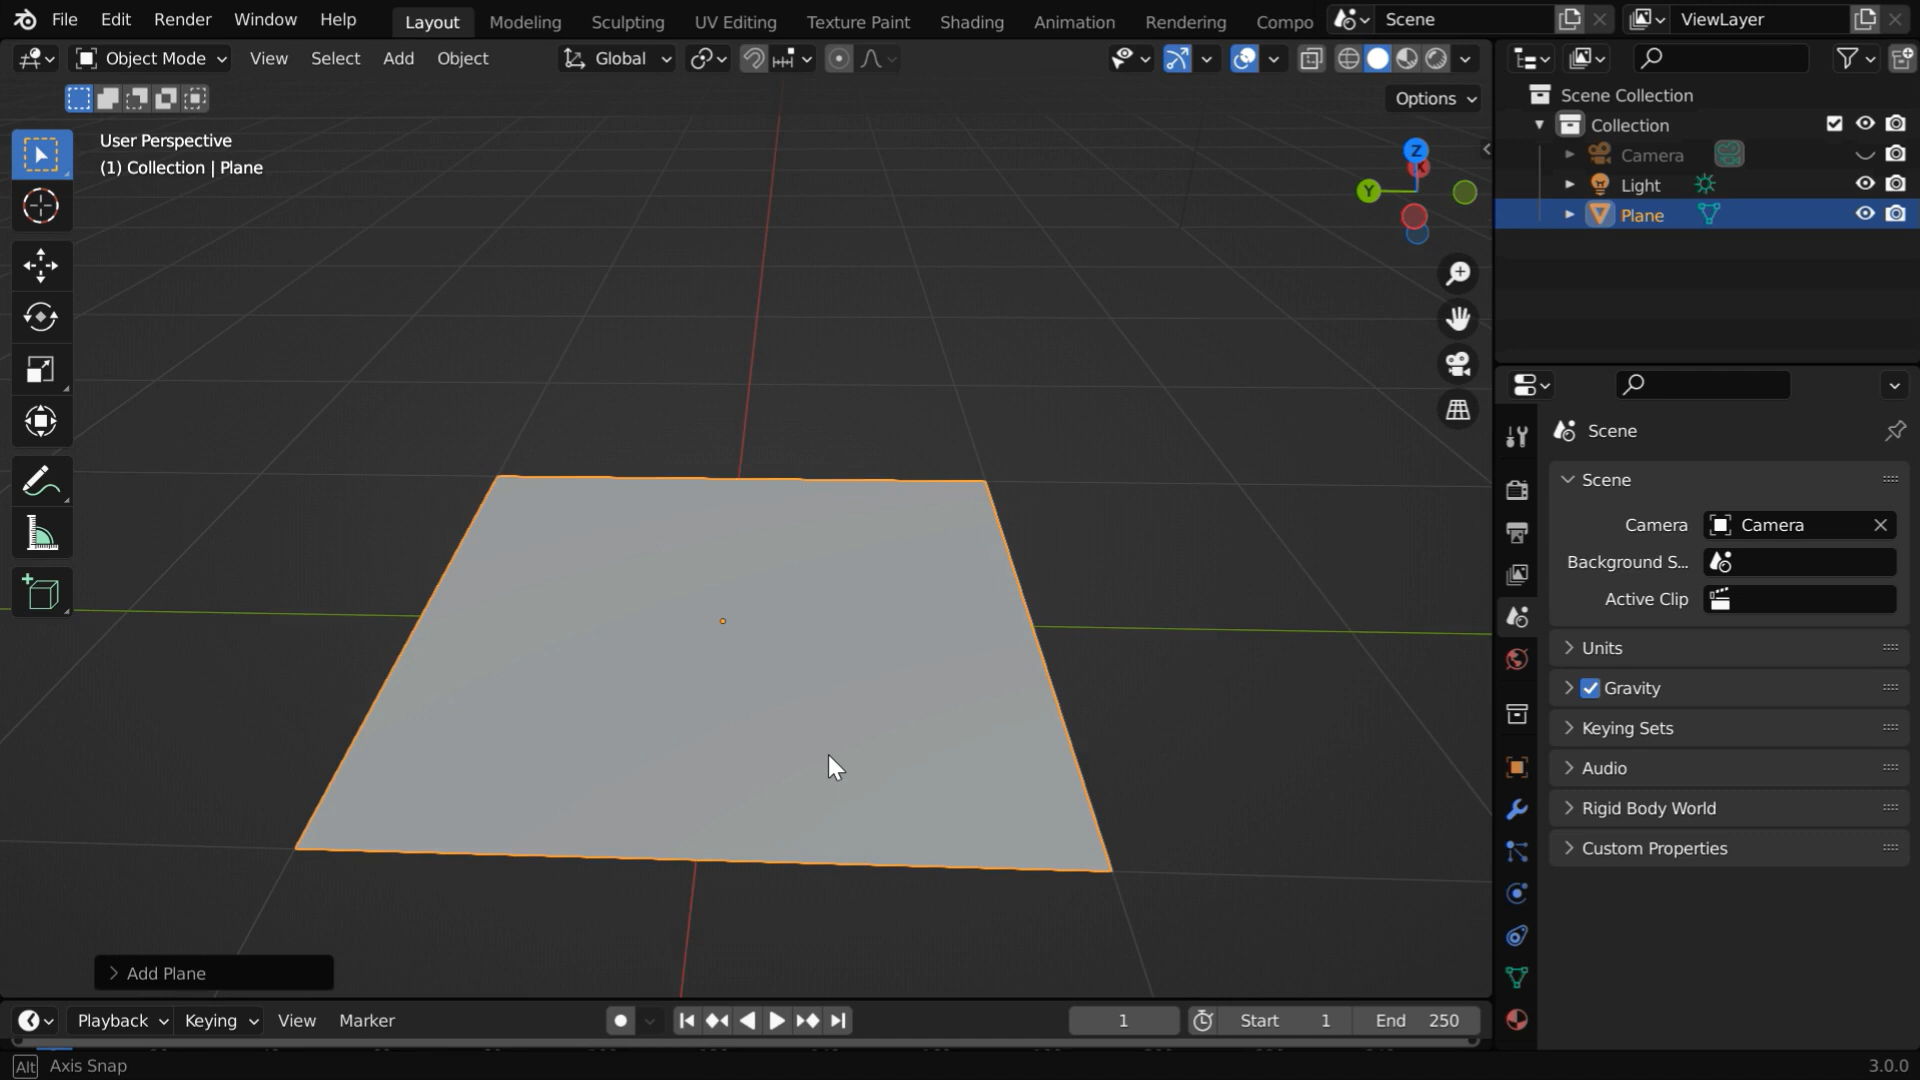 File Edit Render Window Help Layout Modeling Sculpting UV Editing Texture Paint Shading Animation Rendering Compo Scene ViewLayer
Object Mode View Select Add Object Global
Options
User Perspective
(1) Collection | Plane
Z
Y
Add Plane
Scene Collection
Collection
Camera
Light
Plane
Scene
Scene
Camera Camera
Background S...
Active Clip
Units
Gravity
Keying Sets
Audio
Rigid Body World
Custom Properties
Playback Keying View Marker 1 Start 1 End 250
Alt Axis Snap 3.0.0